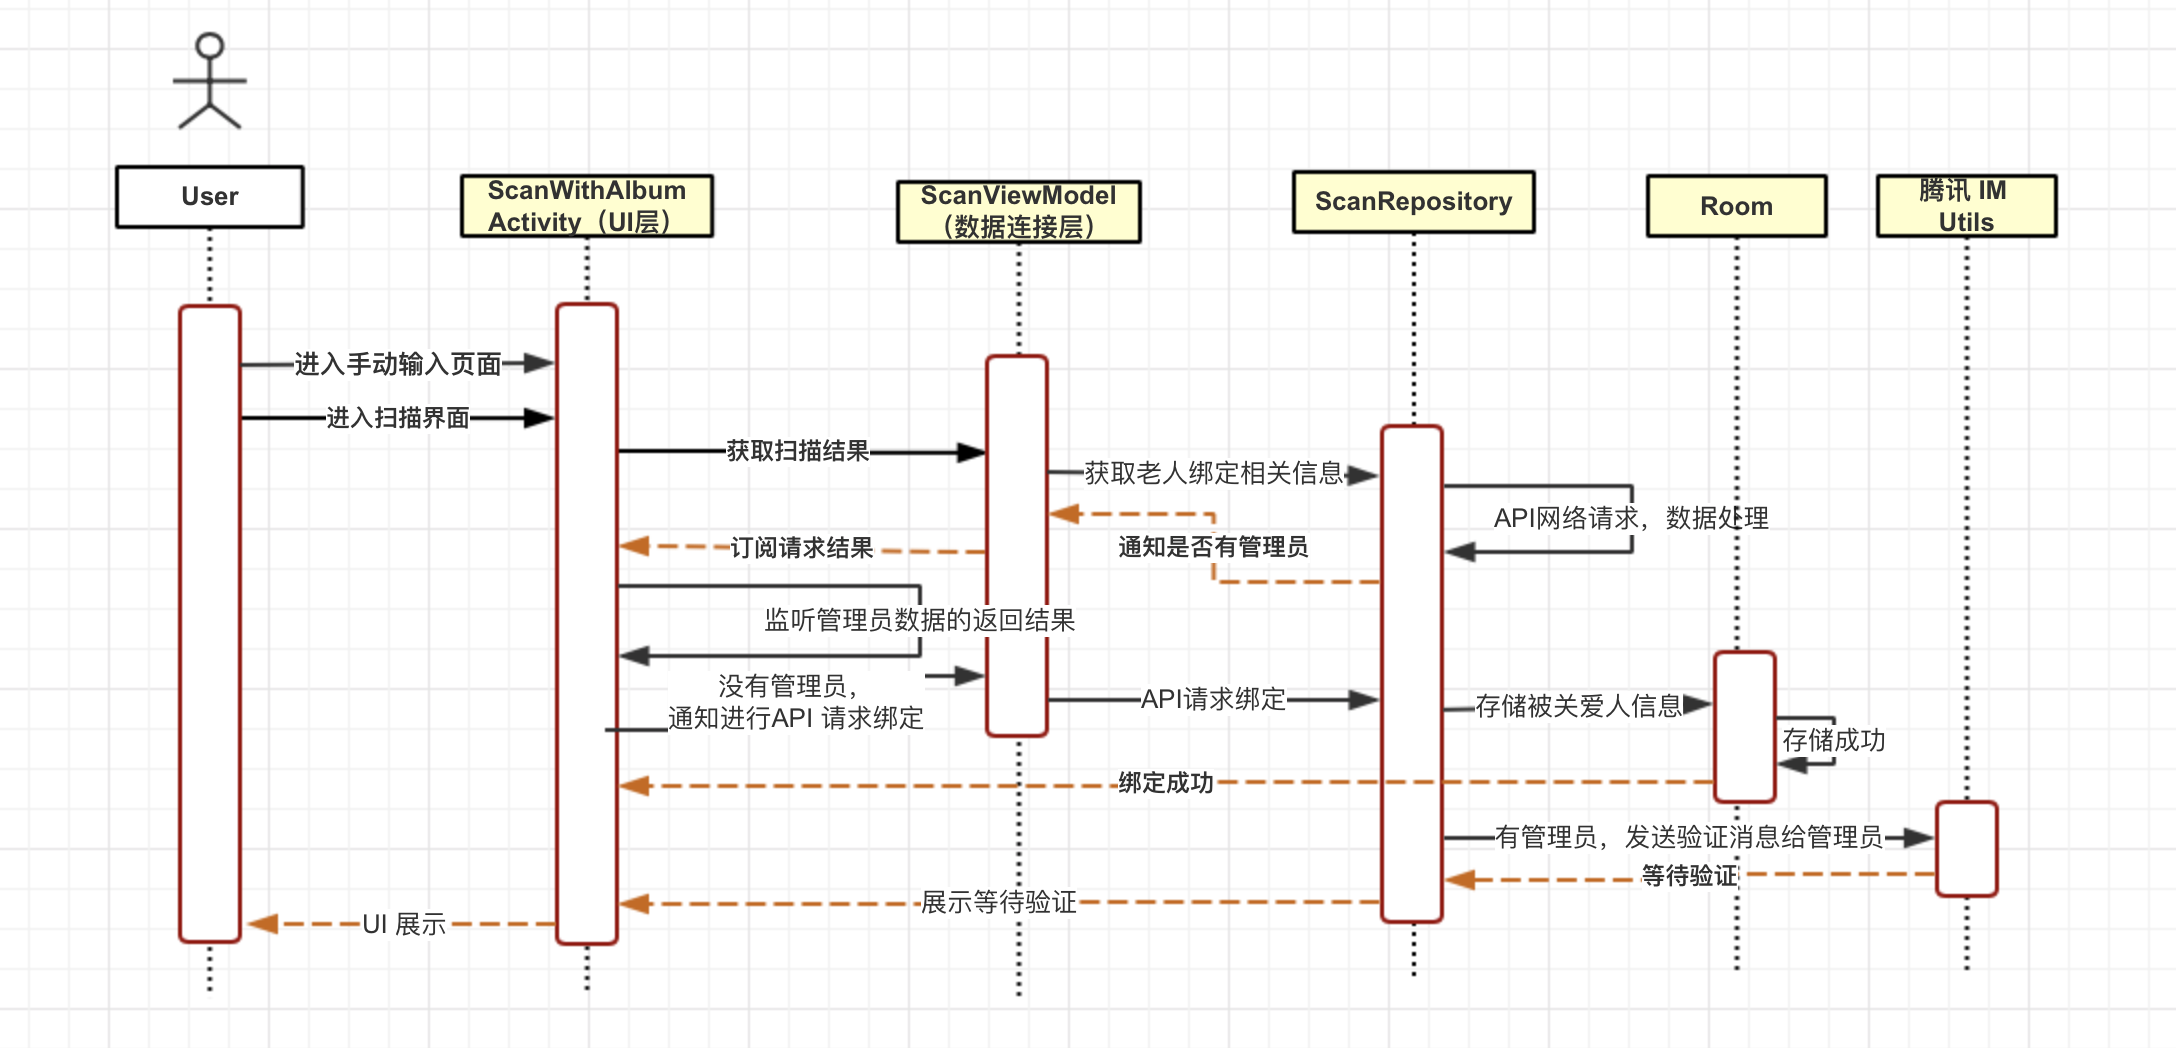 User
ScanWithAlbum
Activity（UI层）
ScanViewModel
（数据连接层）
ScanRepository
Room
腾讯 IM
Utils
进入手动输入页面
进入扫描界面
获取扫描结果
获取老人绑定相关信息
API网络请求，数据处理
通知是否有管理员
订阅请求结果
监听管理员数据的返回结果
没有管理员，
通知进行API 请求绑定
API请求绑定
存储被关爱人信息
存储成功
绑定成功
有管理员，发送验证消息给管理员
等待验证
展示等待验证
UI 展示